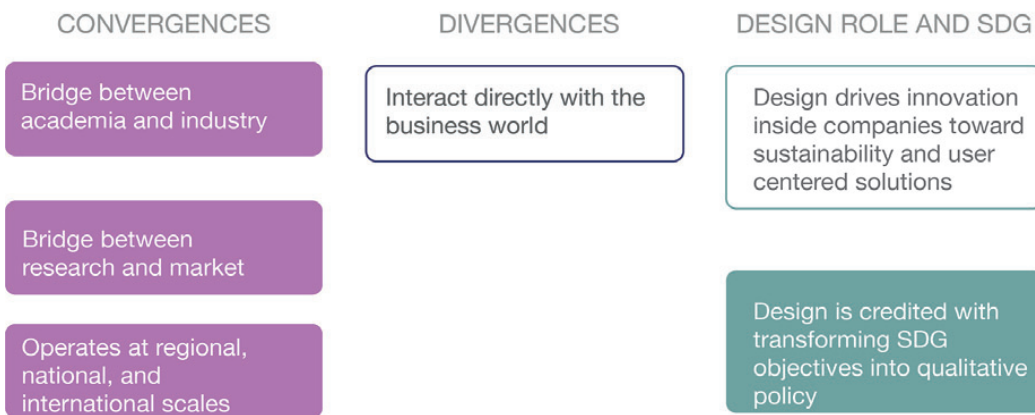 CONVERGENCES
DIVERGENCES
DESIGN ROLE AND SDG
Bridge between
academia and industry
Interact directly with the
business world
Design drives innovation
inside companies toward
sustainability and user
centered solutions
Bridge between
research and market
Design is credited with
transforming SDG
objectives into qualitative
policy
Operates at regional,
national, and
international scales